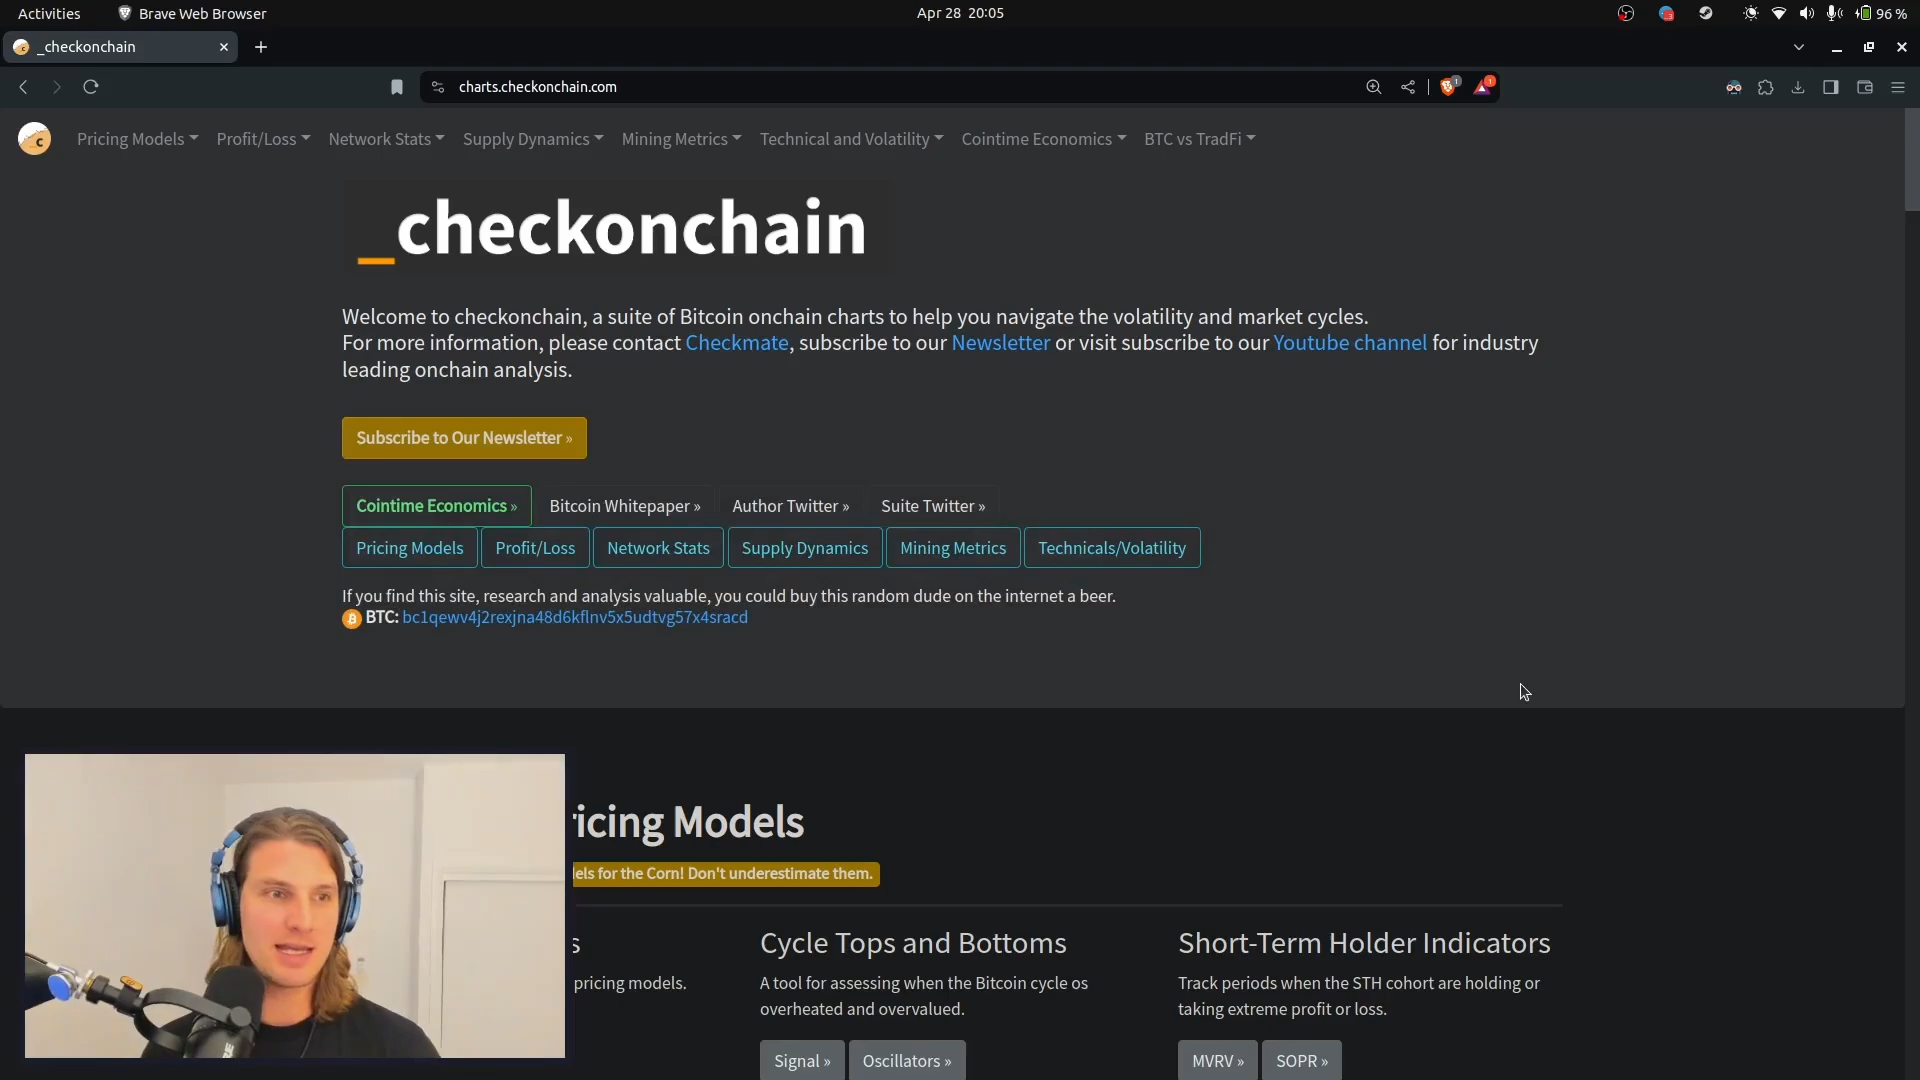 Activities Brave Web Browser Apr 28 20:05 96 %
_checkonchain
charts.checkonchain.com
Pricing Models Profit/Loss Network Stats Supply Dynamics Mining Metrics Technical and Volatility Cointime Economics BTC vs TradFi
_checkonchain
Welcome to checkonchain, a suite of Bitcoin onchain charts to help you navigate the volatility and market cycles.
For more information, please contact Checkmate, subscribe to our Newsletter or visit subscribe to our Youtube channel for industry
leading onchain analysis.
Subscribe to Our Newsletter »
Cointime Economics » Bitcoin Whitepaper » Author Twitter » Suite Twitter »
Pricing Models Profit/Loss Network Stats Supply Dynamics Mining Metrics Technicals/Volatility
If you find this site, research and analysis valuable, you could buy this random dude on the internet a beer.
BTC: bc1qewv4j2rexjna48d6kflnv5x5udtvg57x4sracd
ricing Models
els for the Corn! Don't underestimate them.
s Cycle Tops and Bottoms Short-Term Holder Indicators
pricing models. A tool for assessing when the Bitcoin cycle os Track periods when the STH cohort are holding or
overheated and overvalued. taking extreme profit or loss.
Signal » Oscillators » MVRV » SOPR »